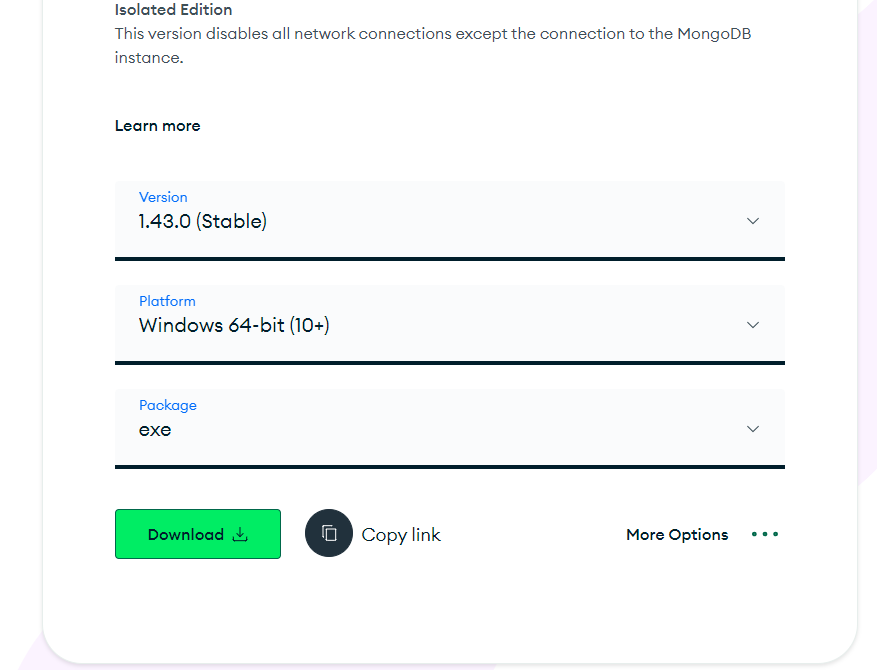 Isolated Edition
This version disables all network connections except the connection to the MongoDB
instance.
Learn more
Version
1.43.0 (Stable)
Platform
Windows 64-bit (10+)
Package
exe
Download
Copy link
More Options